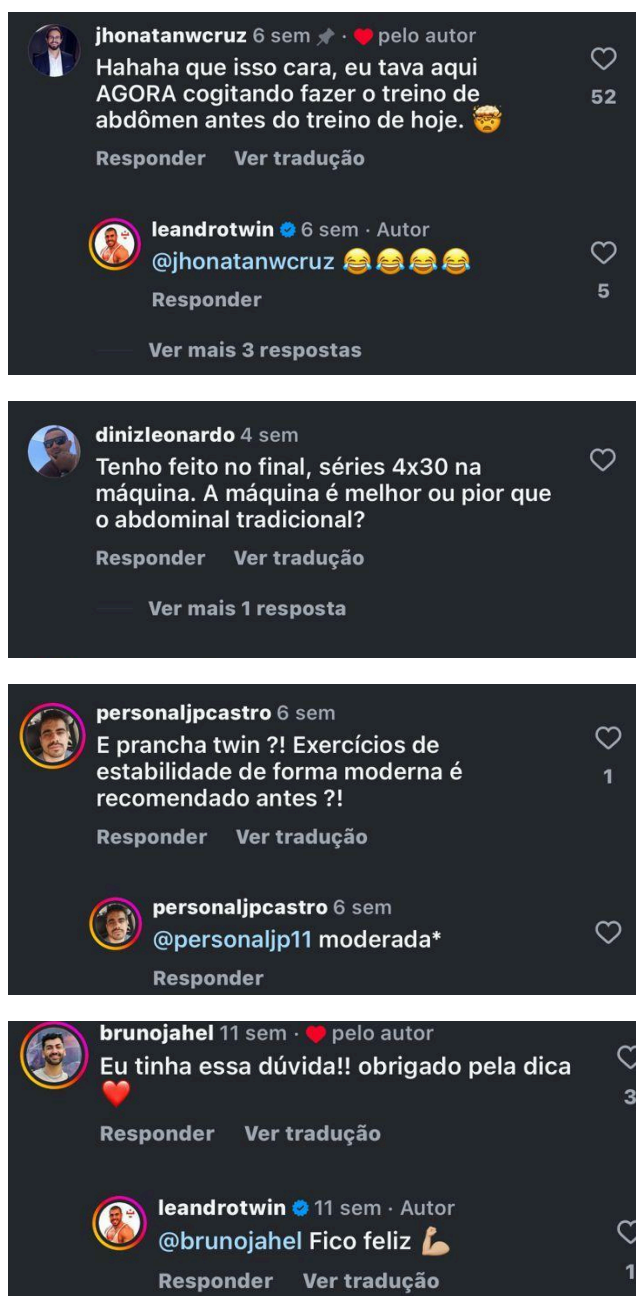 jhonatanwcruz 6 sem 📌 · ❤️ pelo autor
Hahaha que isso cara, eu tava aqui
AGORA cogitando fazer o treino de
abdômen antes do treino de hoje. 🤯
52
Responder Ver tradução
leandrotwin 6 sem · Autor
@jhonatanwcruz 😂😂😂😂
5
Responder
Ver mais 3 respostas
dinizleonardo 4 sem
Tenho feito no final, séries 4x30 na
máquina. A máquina é melhor ou pior que
o abdominal tradicional?
Responder Ver tradução
Ver mais 1 resposta
personaljpcastro 6 sem
E prancha twin ?! Exercícios de
estabilidade de forma moderna é
recomendado antes ?!
1
Responder Ver tradução
personaljpcastro 6 sem
@personaljp11 moderada*
Responder
brunojahel 11 sem · ❤️ pelo autor
Eu tinha essa dúvida!! obrigado pela dica
❤️
3
Responder Ver tradução
leandrotwin 11 sem · Autor
@brunojahel Fico feliz 💪🏼
1
Responder Ver tradução